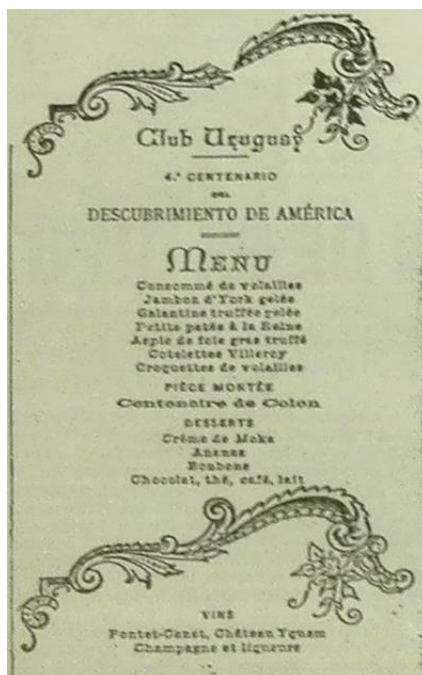 Club Uruguay
4.º CENTENARIO
DEL
DESCUBRIMIENTO DE AMÉRICA
MENU
Consommé de volailles
Jambon d'York gelée
Galantine truffée gelée
Petits patés à la Reine
Aspic de foie gras truffé
Cotelettes Villeroy
Croquettes de volailles
PIÈCE MONTÉE
Centenaire de Colon
DESSERTS
Crême de Moka
Ananas
Bonbons
Chocolat, thé, café, lait
VINS
Pontet-Canet, Château Yquem
Champagne et liqueurs